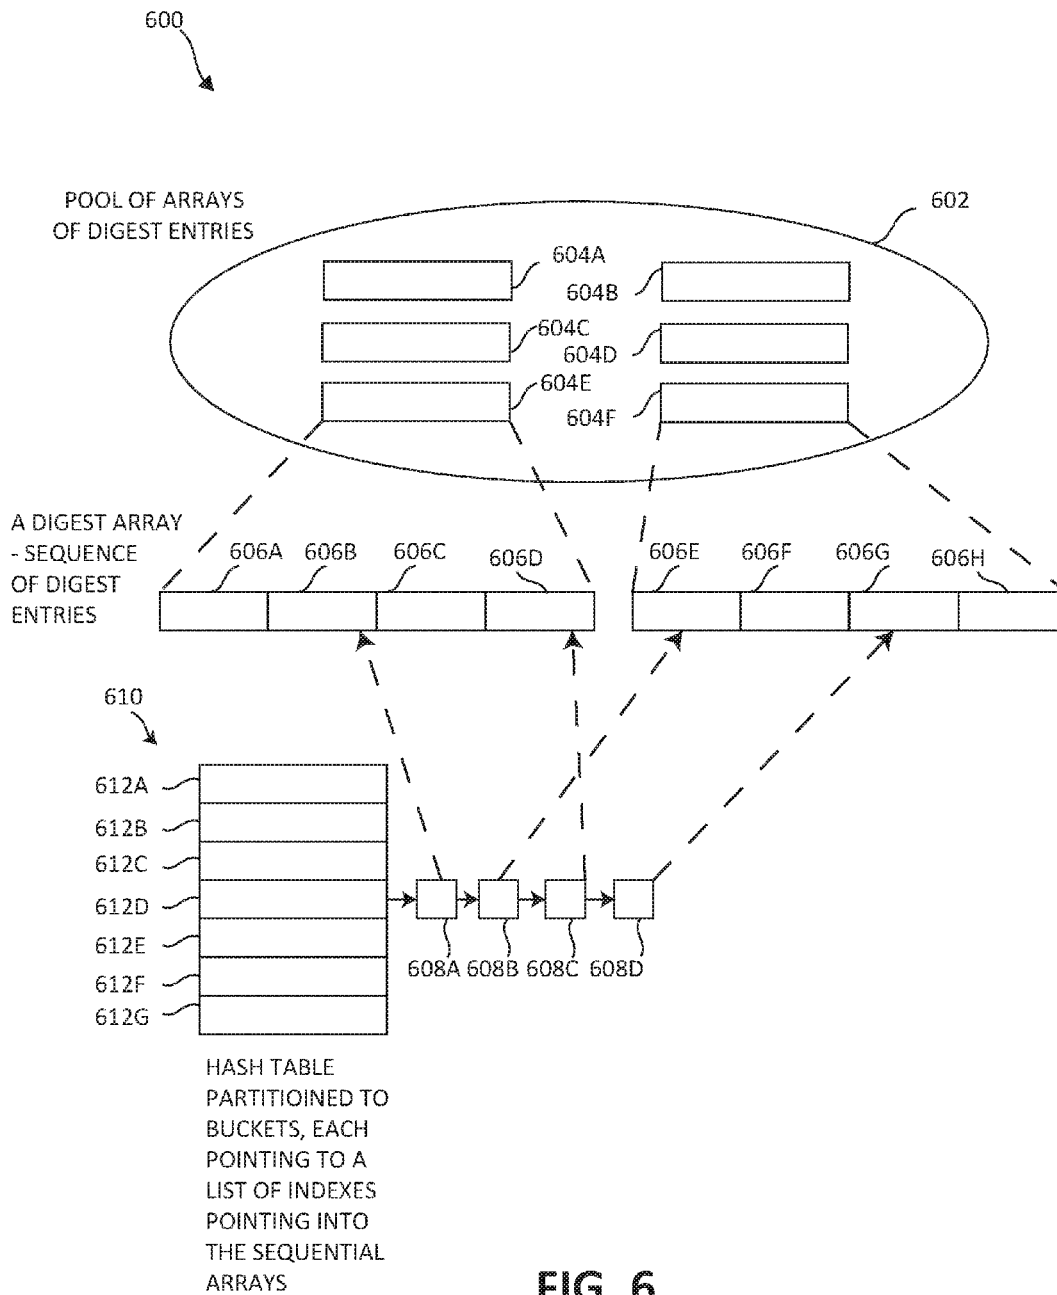 600
POOL OF ARRAYS
OF DIGEST ENTRIES
602
604A
604B
604C
604D
604E
604F
A DIGEST ARRAY
- SEQUENCE
OF DIGEST
ENTRIES
606A
606B
606C
606D
606E
606F
606G
606H
610
612A
612B
612C
612D
612E
612F
612G
608A
608B
608C
608D
HASH TABLE
PARTITIOINED TO
BUCKETS, EACH
POINTING TO A
LIST OF INDEXES
POINTING INTO
THE SEQUENTIAL
ARRAYS
FIG. 6